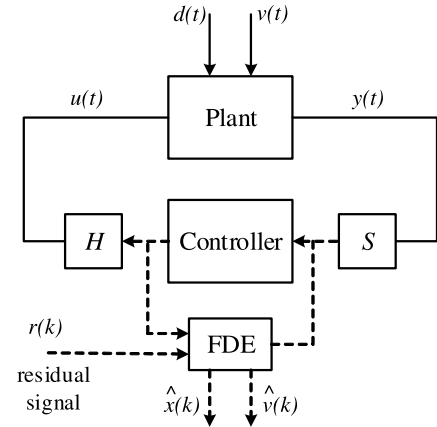 d(t) v(t)
u(t) Plant y(t)
H Controller S
r(k) FDE
residual
signal
x̂(k) v̂(k)